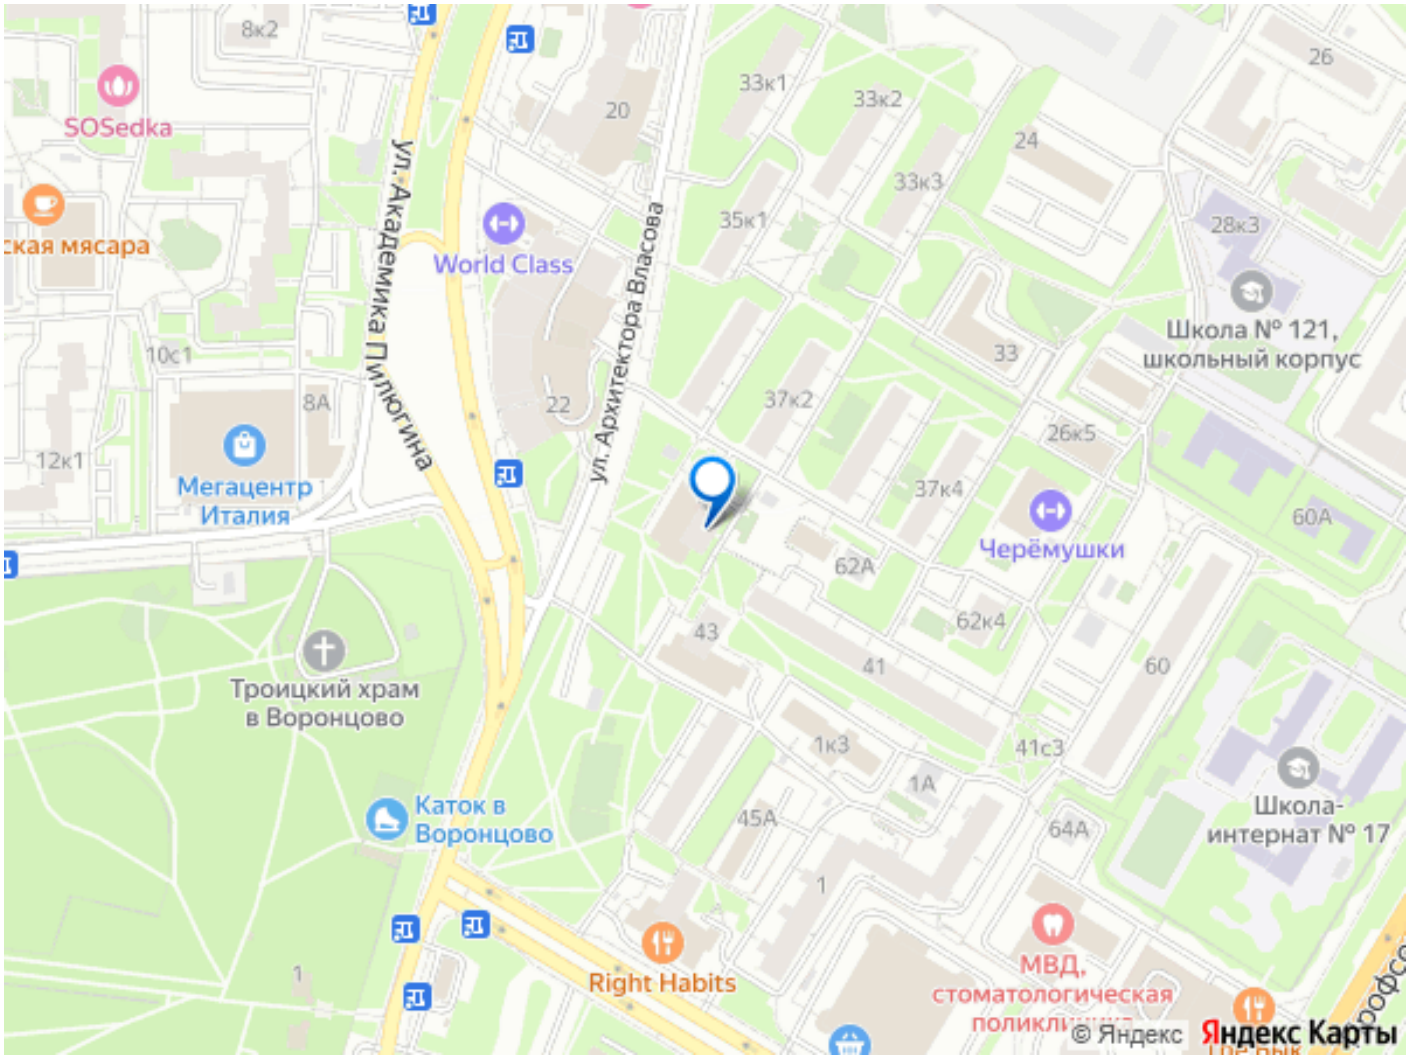 8к2
20
33к1
33к2
26
SOSedka
24
33к3
ская мясара
World Class
35к1
28к3
ул. Академика Пилюгина
ул. Архитектора Власова
Школа № 121,
школьный корпус
10с1
8А
22
37к2
33
26к5
12к1
Мегацентр
Италия
37к4
60А
Черёмушки
62А
62к4
43
41
60
Троицкий храм
в Воронцово
1к3
41с3
1А
Каток в
Воронцово
45А
64А
Школа-
интернат № 17
1
1
Right Habits
МВД,
стоматологическая
поликлиника
© Яндекс
Яндекс Карты